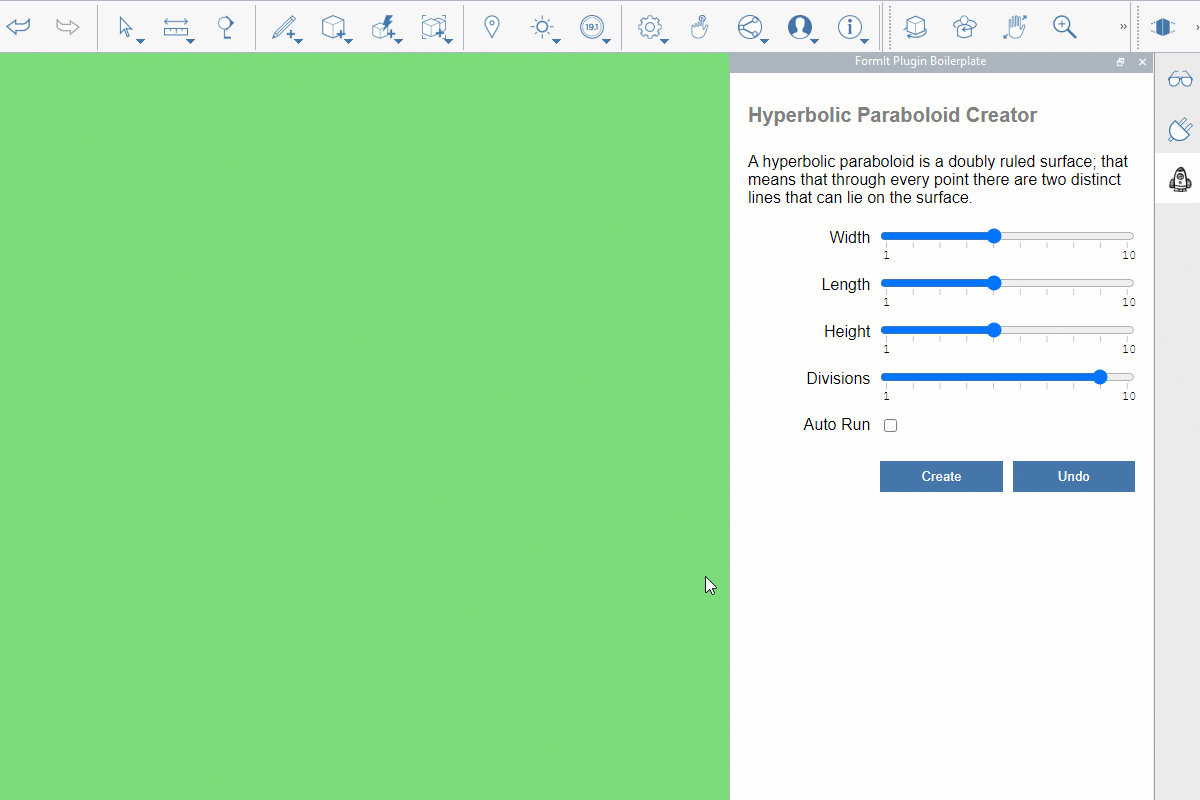 19.1
»
FormIt Plugin Boilerplate
Hyperbolic Paraboloid Creator
A hyperbolic paraboloid is a doubly ruled surface; that
means that through every point there are two distinct
lines that can lie on the surface.
Width
1 10
Length
1 10
Height
1 10
Divisions
1 10
Auto Run
Create Undo